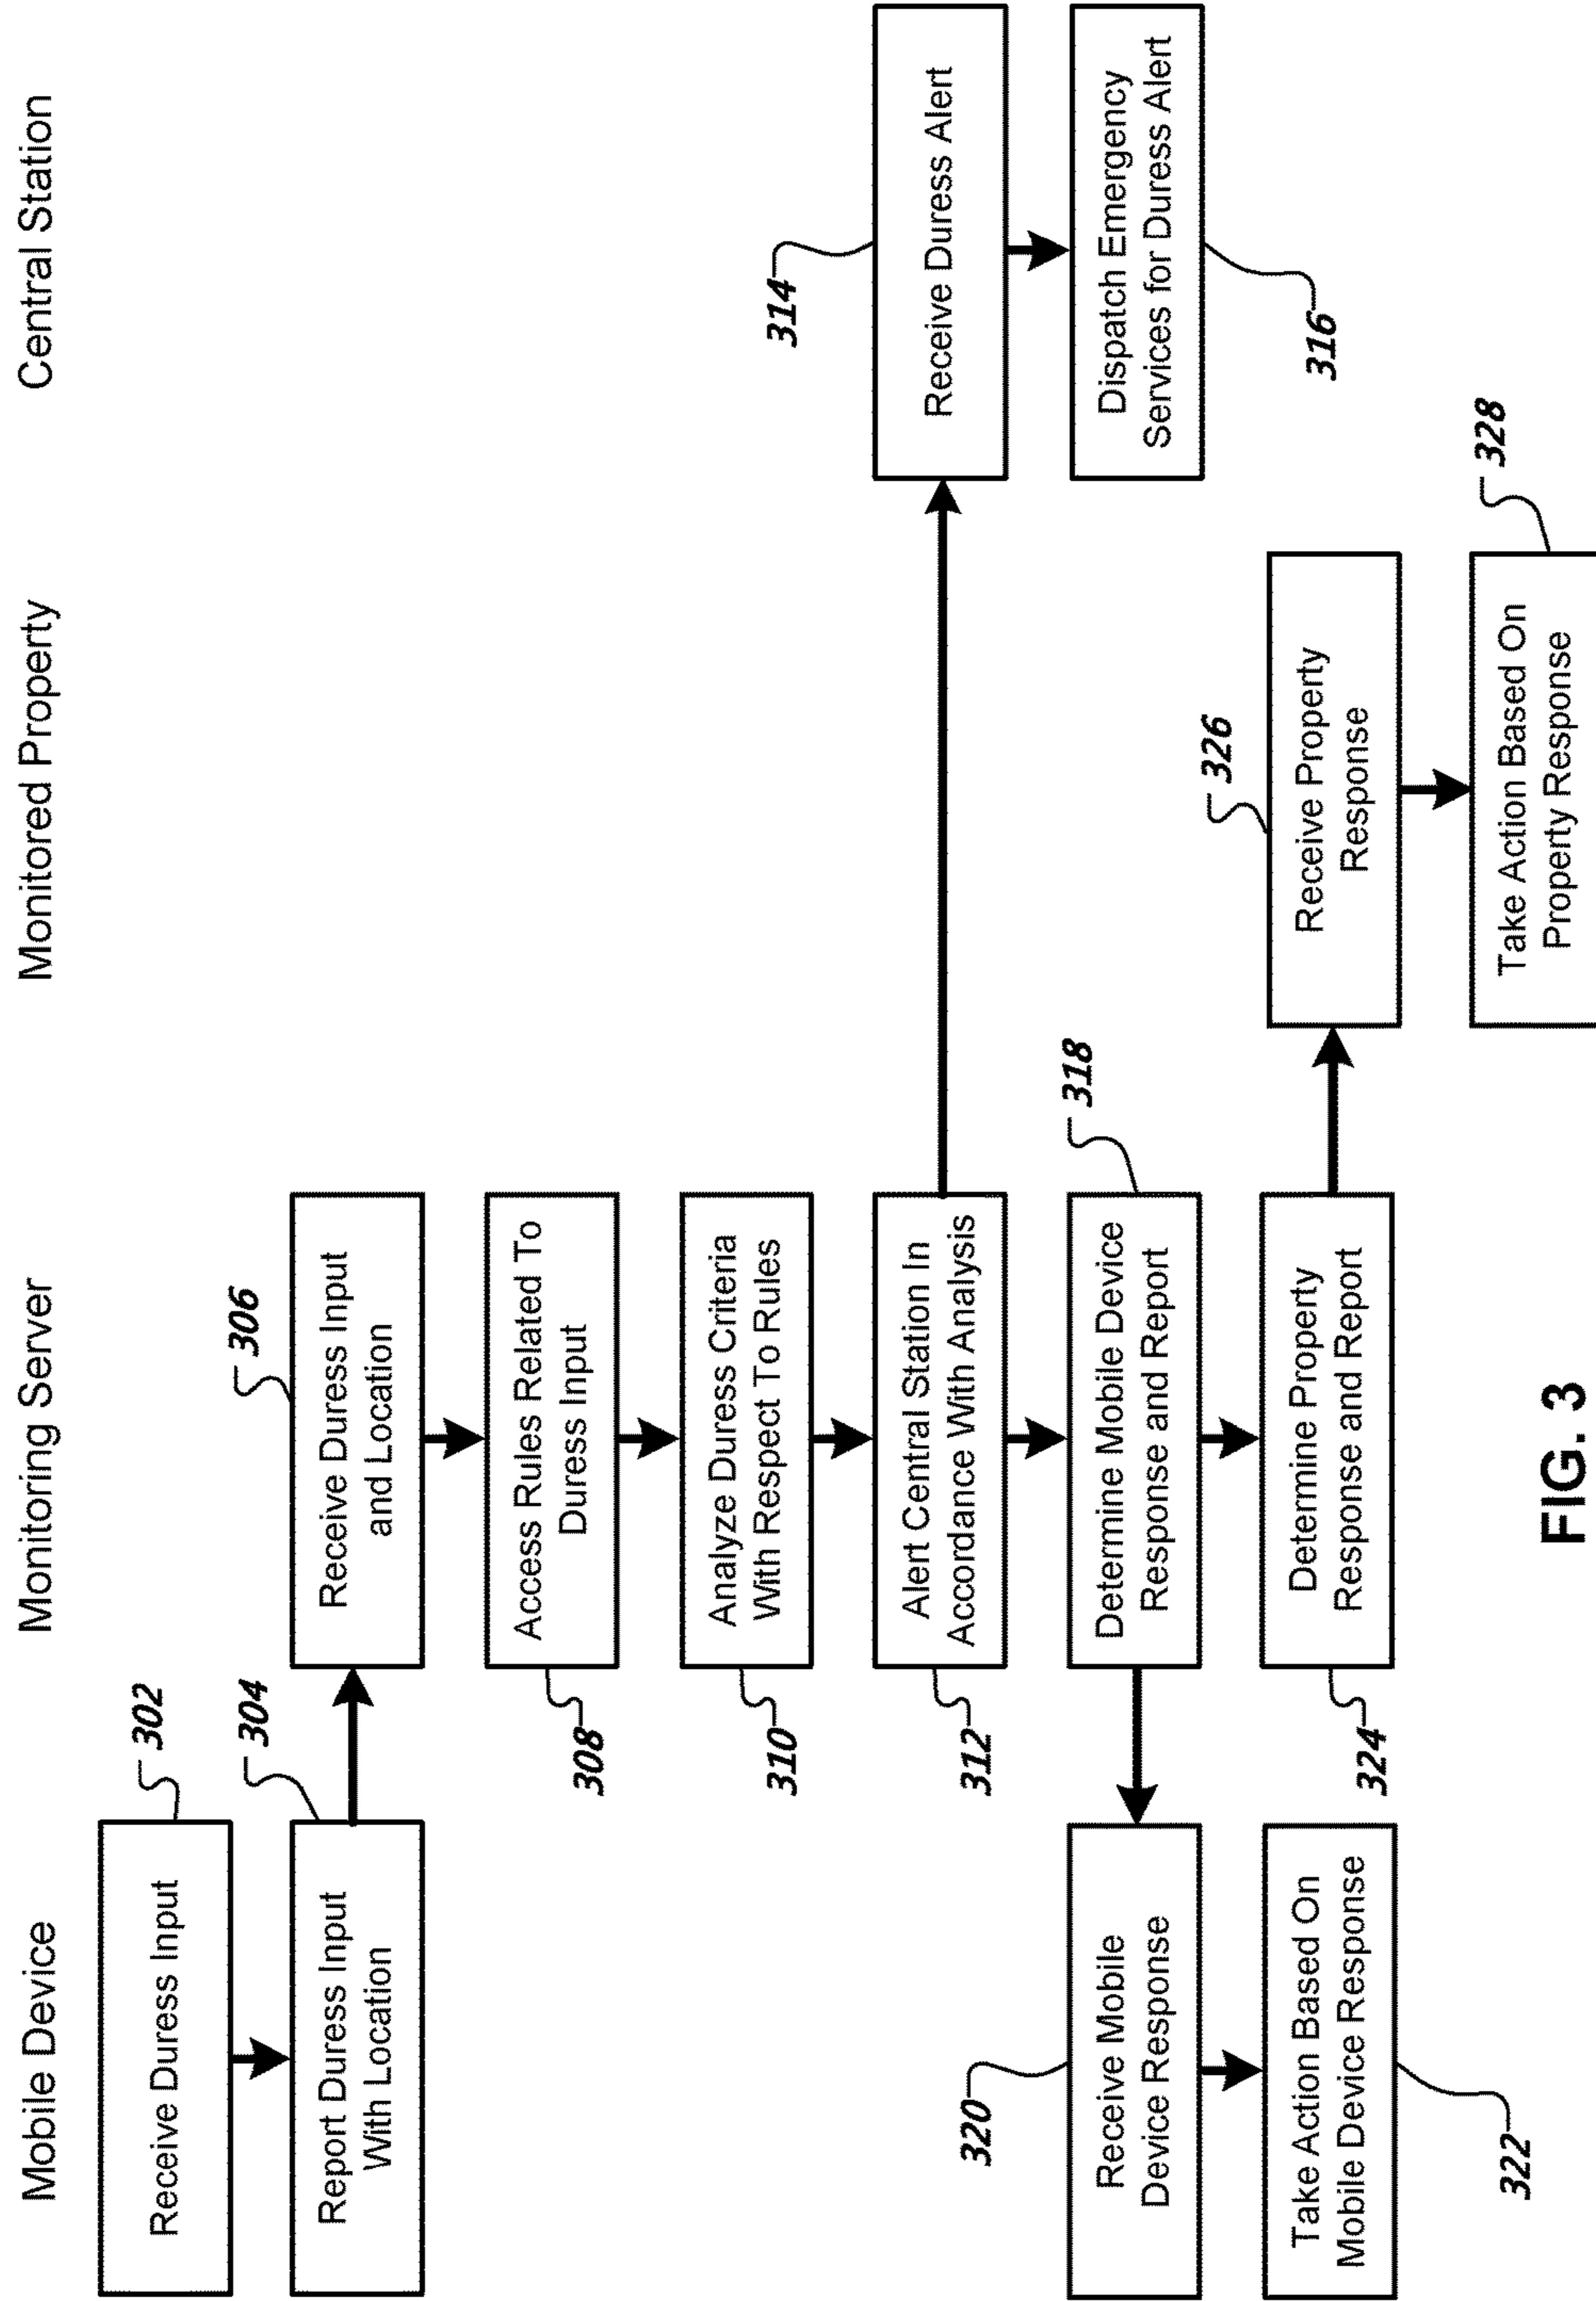 Mobile Device
Monitoring Server
Monitored Property
Central Station
302
Receive Duress Input
304
Report Duress Input
With Location
306
Receive Duress Input
and Location
308
Access Rules Related To
Duress Input
310
Analyze Duress Criteria
With Respect To Rules
312
Alert Central Station In
Accordance With Analysis
314
Receive Duress Alert
316
Dispatch Emergency
Services for Duress Alert
318
Determine Mobile Device
Response and Report
320
Receive Mobile
Device Response
322
Take Action Based On
Mobile Device Response
324
Determine Property
Response and Report
326
Receive Property
Response
328
Take Action Based On
Property Response
FIG. 3